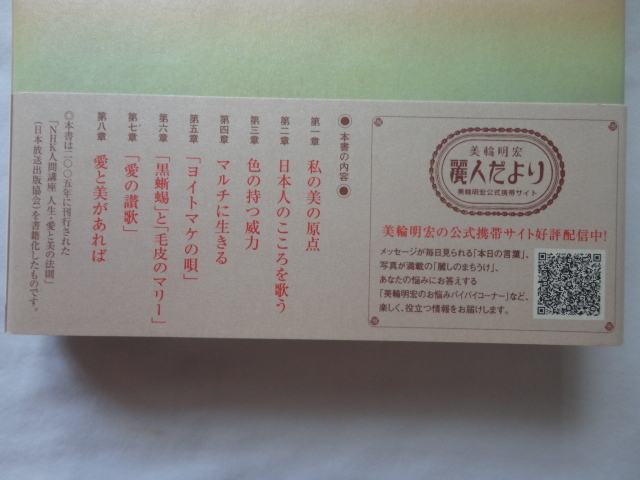 ●本書の内容●
第一章 私の美の原点
第二章 日本人のこころを歌う
第三章 色の持つ威力
第四章 マルチに生きる
第五章 「ヨイトマケの唄」
第六章 「黒蜥蜴」と「毛皮のマリー」
第七章 「愛の讃歌」
第八章 愛と美があれば
◎本書は二〇〇五年に刊行された
「NHK人間講座 人生・愛と美の法則」
(日本放送出版協会)を書籍化したものです。
美輪明宏
麗人だより
美輪明宏公式携帯サイト
美輪明宏の公式携帯サイト好評配信中!
メッセージが毎日見られる「本日の言葉」、
写真が満載の「麗しのまちうけ」、
あなたの悩みにお答えする
「美輪明宏のお悩みバイバイコーナー」など、
楽しく、役立つ情報をお届けします。